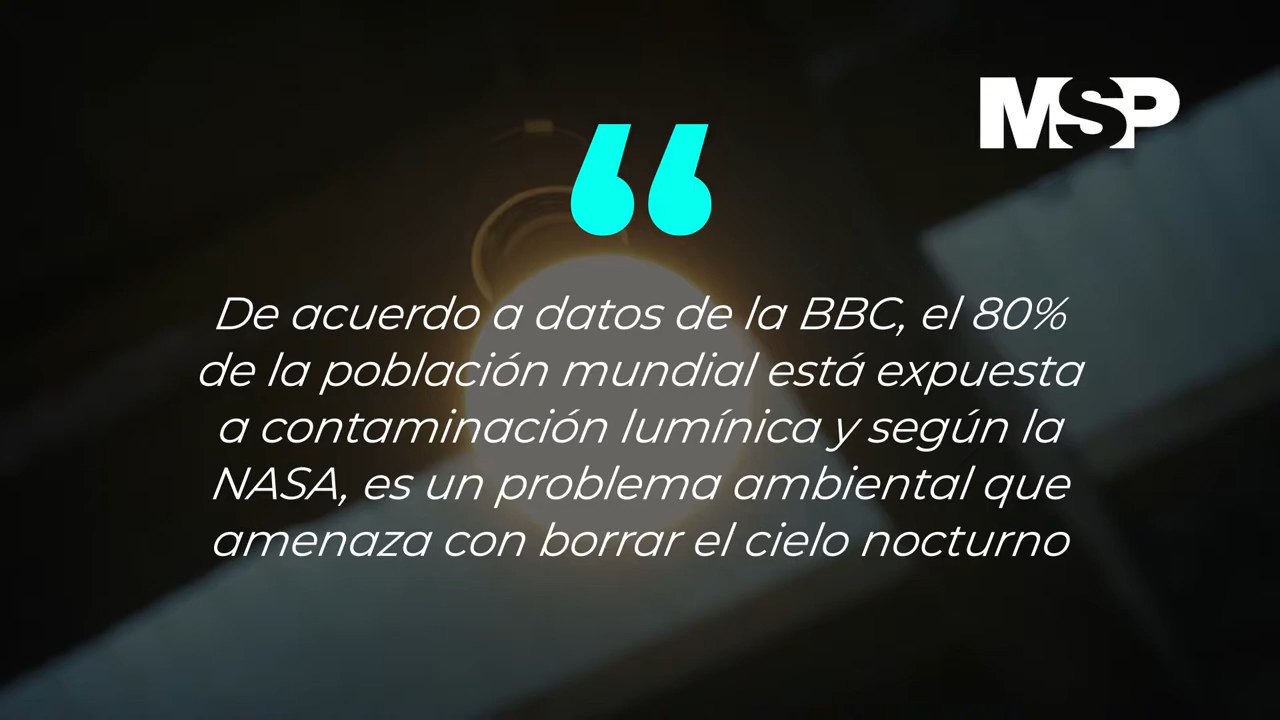 MSP
“
De acuerdo a datos de la BBC, el 80%
de la población mundial está expuesta
a contaminación lumínica y según la
NASA, es un problema ambiental que
amenaza con borrar el cielo nocturno